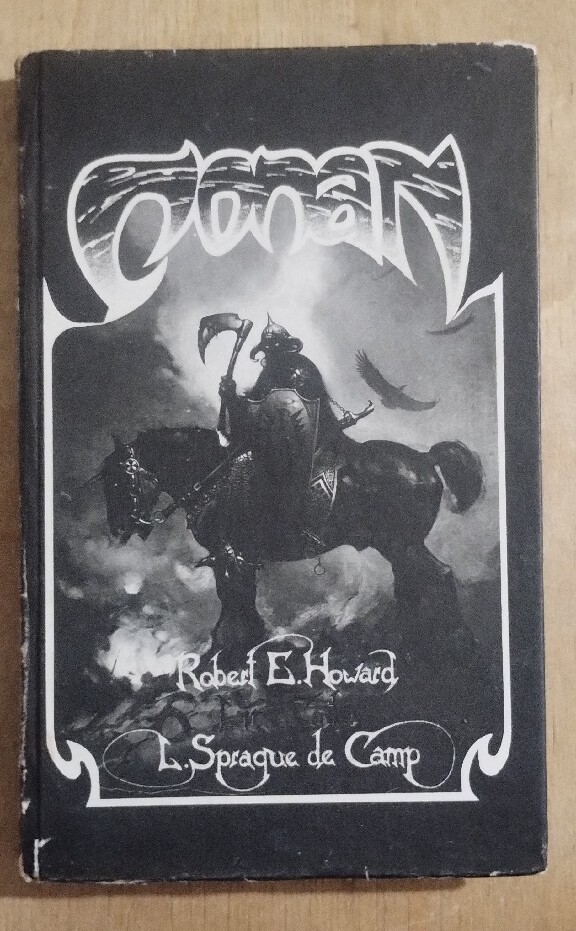 Conan
Robert E. Howard
L. Sprague de Camp